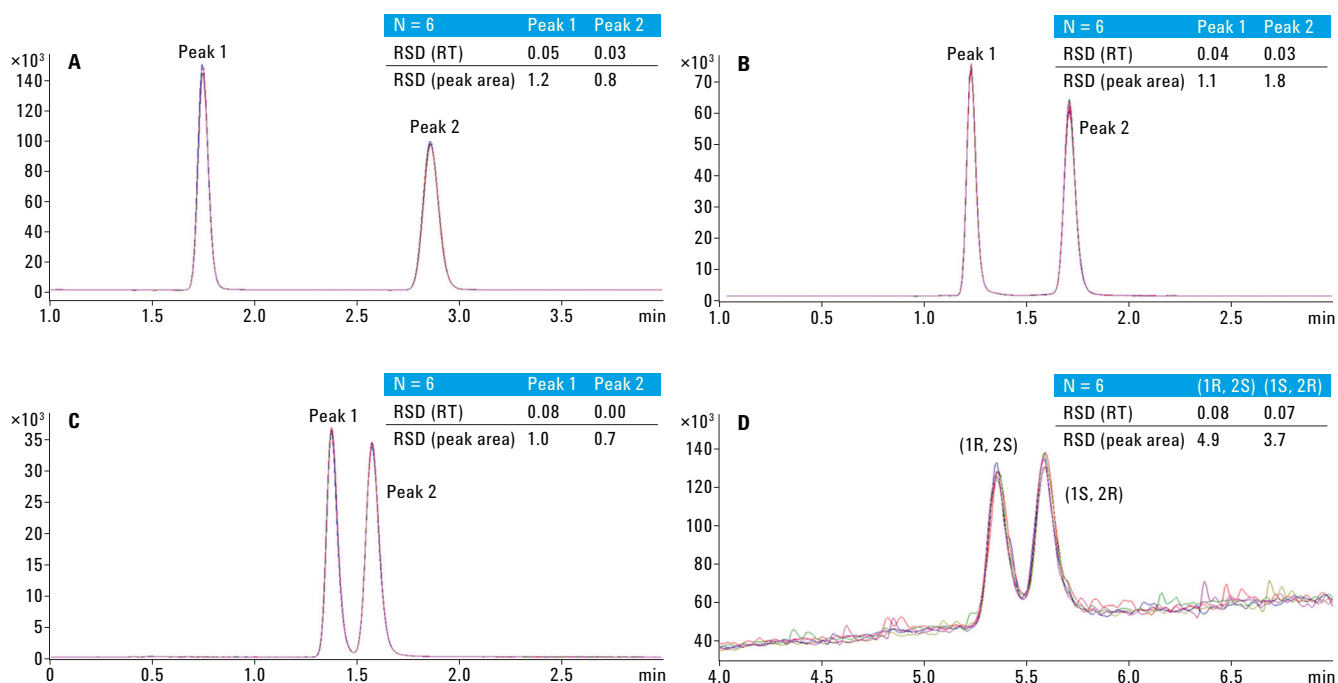 A
N = 6 Peak 1 Peak 2
RSD (RT) 0.05 0.03
RSD (peak area) 1.2 0.8
×10³
Peak 1
Peak 2
140
120
100
80
60
40
20
0
1.0 1.5 2.0 2.5 3.0 3.5 min
B
N = 6 Peak 1 Peak 2
RSD (RT) 0.04 0.03
RSD (peak area) 1.1 1.8
×10³
Peak 1
Peak 2
70
60
50
40
30
20
10
0
1.0 0.5 1.0 1.5 2.0 2.5 min
C
N = 6 Peak 1 Peak 2
RSD (RT) 0.08 0.00
RSD (peak area) 1.0 0.7
×10³
Peak 1
Peak 2
35
30
25
20
15
10
5
0
0 0.5 1.0 1.5 2.0 2.5 min
D
N = 6 (1R, 2S) (1S, 2R)
RSD (RT) 0.08 0.07
RSD (peak area) 4.9 3.7
×10³
(1R, 2S)
(1S, 2R)
140
120
100
80
60
40
4.0 4.5 5.0 5.5 6.0 6.5 min